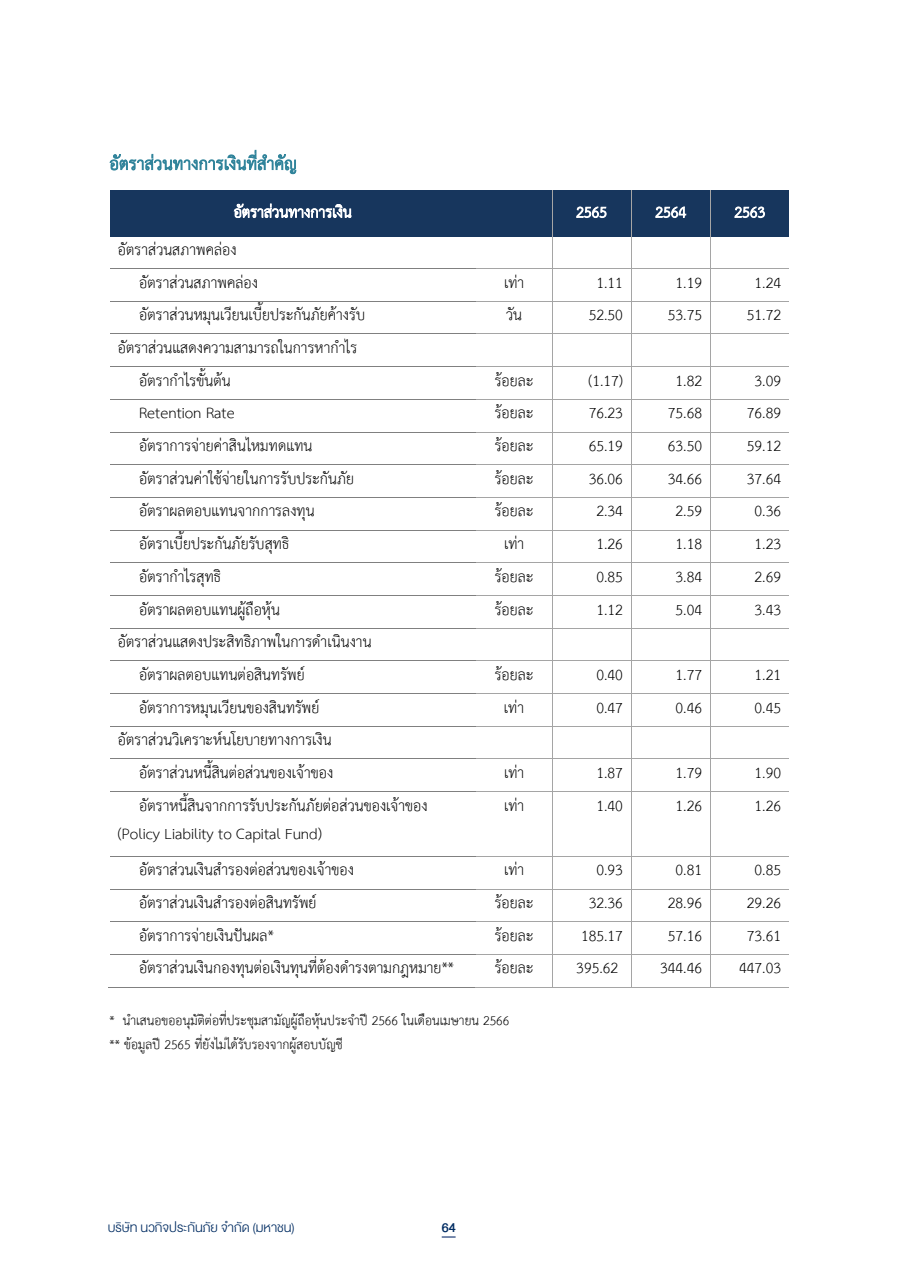 อัตราส่วนทางการเงินที่สำคัญ
อัตราส่วนทางการเงิน 2565 2564 2563
อัตราส่วนสภาพคล่อง
อัตราส่วนสภาพคล่อง เท่า 1.11 1.19 1.24
อัตราส่วนหมุนเวียนเบี้ยประกันภัยค้างรับ วัน 52.50 53.75 51.72
อัตราส่วนแสดงความสามารถในการหากำไร
อัตรากำไรขั้นต้น ร้อยละ (1.17) 1.82 3.09
Retention Rate ร้อยละ 76.23 75.68 76.89
อัตราการจ่ายค่าสินไหมทดแทน ร้อยละ 65.19 63.50 59.12
อัตราส่วนค่าใช้จ่ายในการรับประกันภัย ร้อยละ 36.06 34.66 37.64
อัตราผลตอบแทนจากการลงทุน ร้อยละ 2.34 2.59 0.36
อัตราเบี้ยประกันภัยรับสุทธิ เท่า 1.26 1.18 1.23
อัตรากำไรสุทธิ ร้อยละ 0.85 3.84 2.69
อัตราผลตอบแทนผู้ถือหุ้น ร้อยละ 1.12 5.04 3.43
อัตราส่วนแสดงประสิทธิภาพในการดำเนินงาน
อัตราผลตอบแทนต่อสินทรัพย์ ร้อยละ 0.40 1.77 1.21
อัตราการหมุนเวียนของสินทรัพย์ เท่า 0.47 0.46 0.45
อัตราส่วนวิเคราะห์นโยบายทางการเงิน
อัตราส่วนหนี้สินต่อส่วนของเจ้าของ เท่า 1.87 1.79 1.90
อัตราหนี้สินจากการรับประกันภัยต่อส่วนของเจ้าของ เท่า 1.40 1.26 1.26
(Policy Liability to Capital Fund)
อัตราส่วนเงินสำรองต่อส่วนของเจ้าของ เท่า 0.93 0.81 0.85
อัตราส่วนเงินสำรองต่อสินทรัพย์ ร้อยละ 32.36 28.96 29.26
อัตราการจ่ายเงินปันผล* ร้อยละ 185.17 57.16 73.61
อัตราส่วนเงินกองทุนต่อเงินทุนที่ต้องดำรงตามกฎหมาย** ร้อยละ 395.62 344.46 447.03
* นำเสนอขออนุมัติต่อที่ประชุมสามัญผู้ถือหุ้นประจำปี 2566 ในเดือนเมษายน 2566
** ข้อมูลปี 2565 ที่ยังไม่ได้รับรองจากผู้สอบบัญชี
บริษัท นวกิจประกันภัย จำกัด (มหาชน) 64